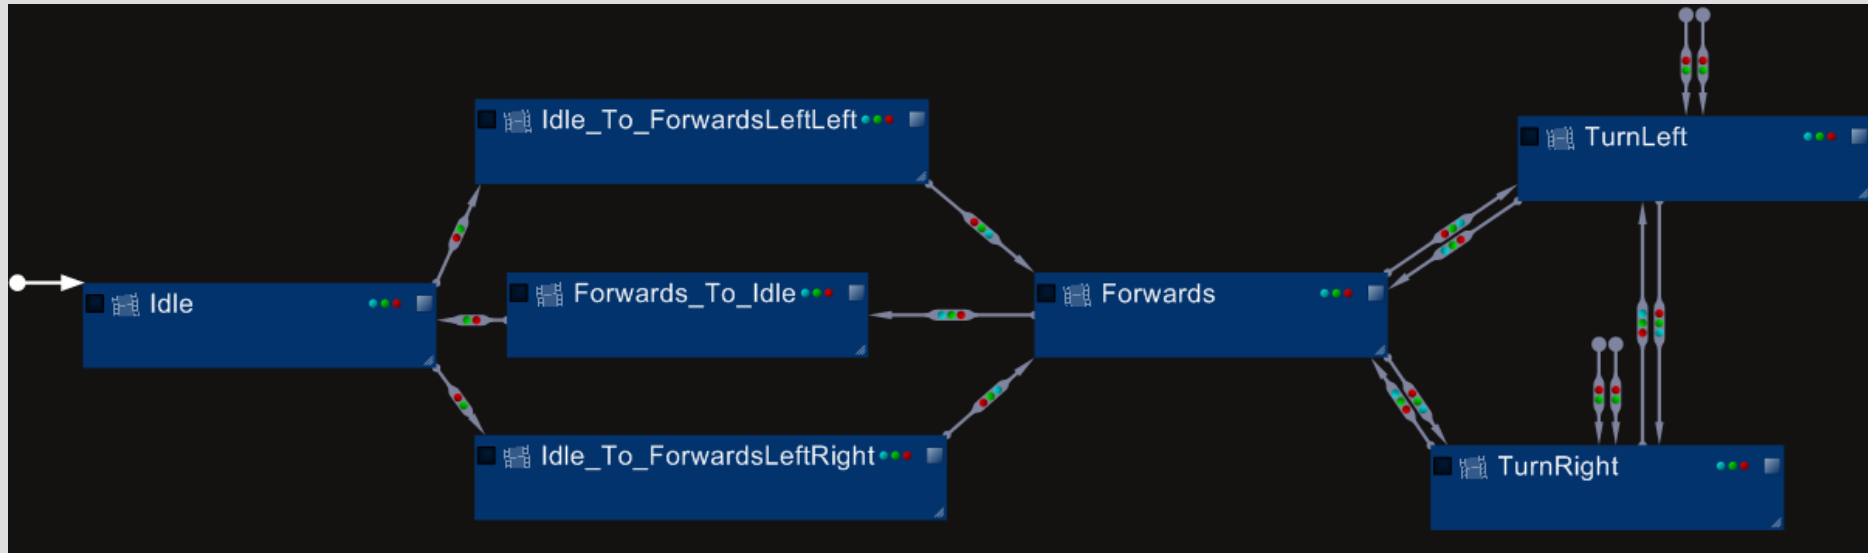 Idle_To_ForwardsLeftLeft
TurnLeft
Idle
Forwards_To_Idle
Forwards
Idle_To_ForwardsLeftRight
TurnRight